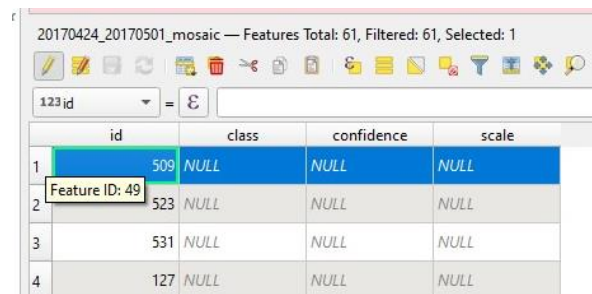 20170424_20170501_mosaic — Features Total: 61, Filtered: 61, Selected: 1
123 id = ε
id class confidence scale
1 509 NULL NULL NULL
Feature ID: 49
2 523 NULL NULL NULL
3 531 NULL NULL NULL
4 127 NULL NULL NULL